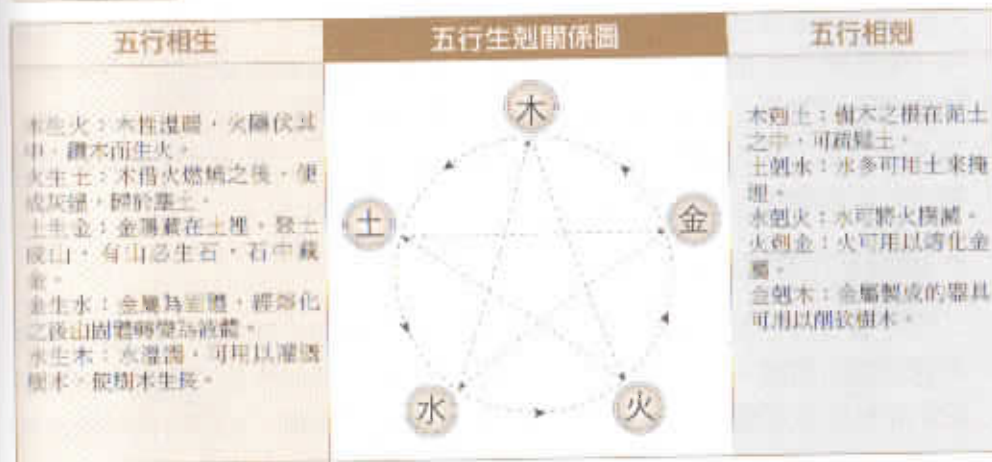 五行相生
木生火：木性溫暖，火隱伏其
中，鑽木而生火。
火生土：木借火燃燒之後，便
成灰燼，歸於塵土。
土生金：金屬藏在土裡，聚土
成山，有山必生石，石中藏
金。
金生水：金屬為固體，經熔化
之後由固體轉變為液體。
水生木：水溫潤，可用以灌溉
樹木，使樹木生長。
五行生剋關係圖
木
土
金
水
火
五行相剋
木剋土：樹木之根在泥土
之中，可疏鬆土。
土剋水：水多可用土來掩
埋。
水剋火：水可將火撲滅。
火剋金：火可用以熔化金
屬。
金剋木：金屬製成的器具
可用以削砍樹木。